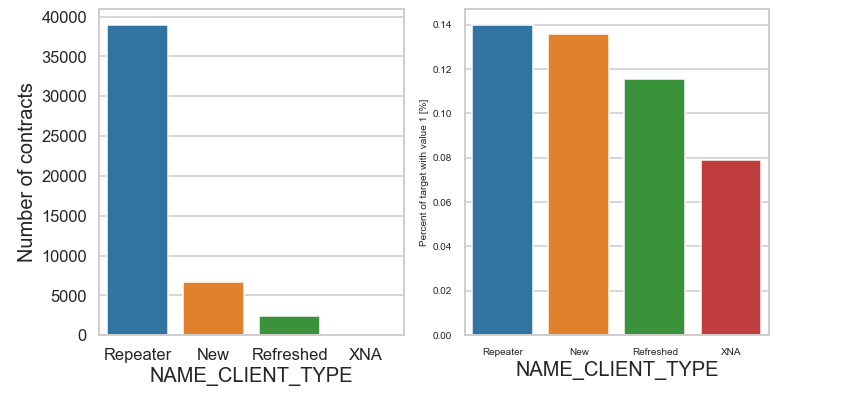 40000
35000
30000
25000
20000
15000
10000
5000
0
Number of contracts
Repeater New Refreshed XNA
NAME_CLIENT_TYPE
0.14
0.12
0.10
0.08
0.06
0.04
0.02
0.00
Percent of target with value 1 [%]
Repeater New Refreshed XNA
NAME_CLIENT_TYPE